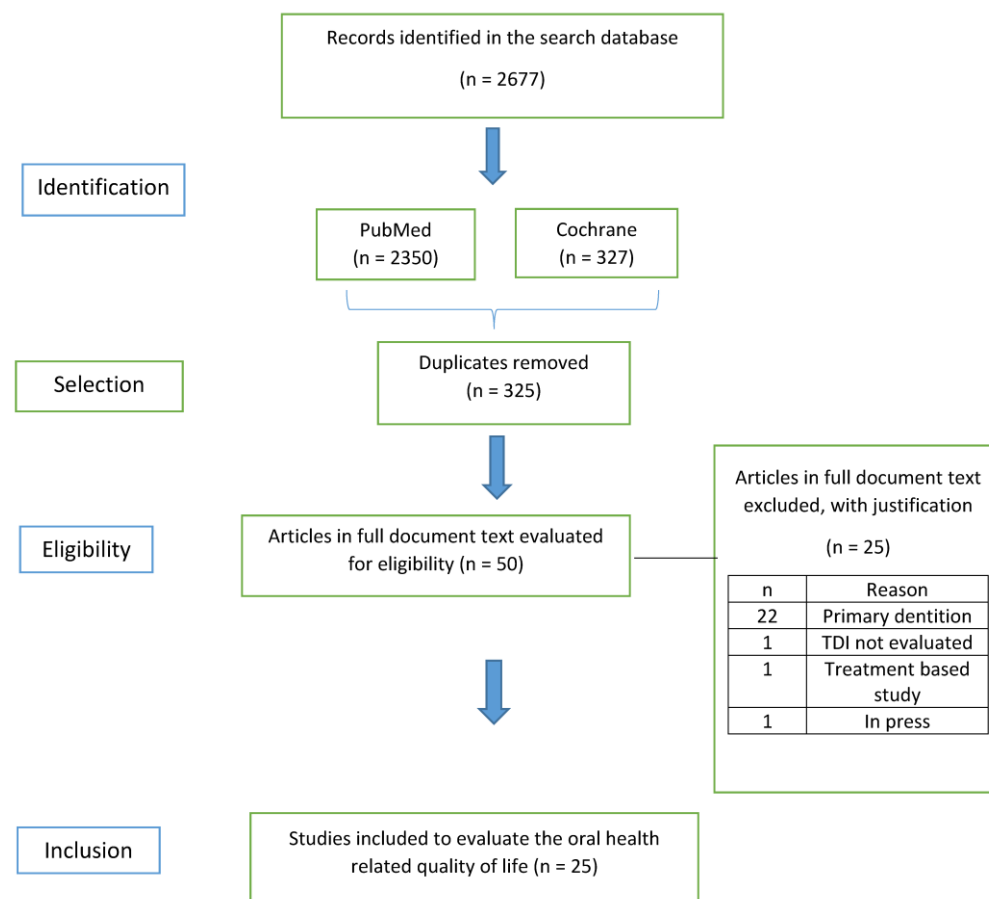 Records identified in the search database
(n = 2677)
Identification
PubMed
(n = 2350)
Cochrane
(n = 327)
Selection
Duplicates removed
(n = 325)
Eligibility
Articles in full document text evaluated
for eligibility (n = 50)
Articles in full document text
excluded, with justification
(n = 25)
n Reason
22 Primary dentition
1 TDI not evaluated
1 Treatment based
study
1 In press
Inclusion
Studies included to evaluate the oral health
related quality of life (n = 25)